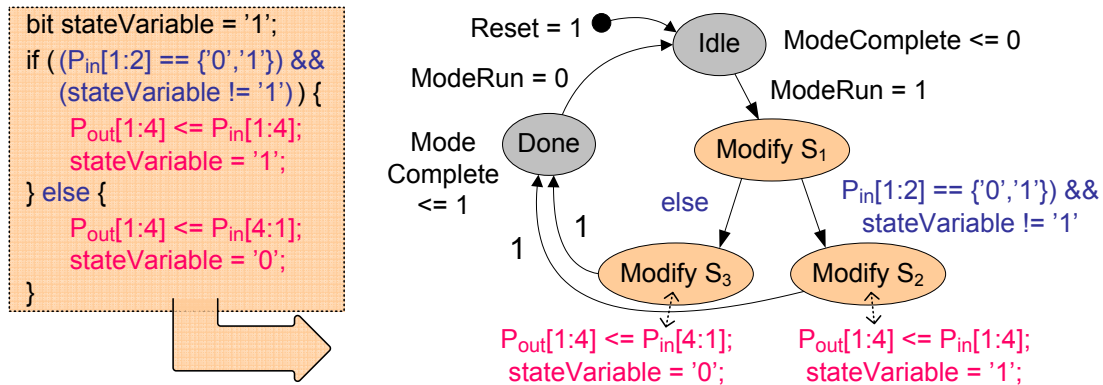 bit stateVariable = '1';
if ((Pin[1:2] == {'0','1'}) &&
(stateVariable != '1')) {
Pout[1:4] <= Pin[1:4];
stateVariable = '1';
} else {
Pout[1:4] <= Pin[4:1];
stateVariable = '0';
}
Reset = 1
Idle
ModeComplete <= 0
ModeRun = 0
ModeRun = 1
Mode
Complete
<= 1
Done
Modify S1
else
Pin[1:2] == {'0','1'}) &&
stateVariable != '1'
1
1
Modify S3
Modify S2
Pout[1:4] <= Pin[4:1];
stateVariable = '0';
Pout[1:4] <= Pin[1:4];
stateVariable = '1';